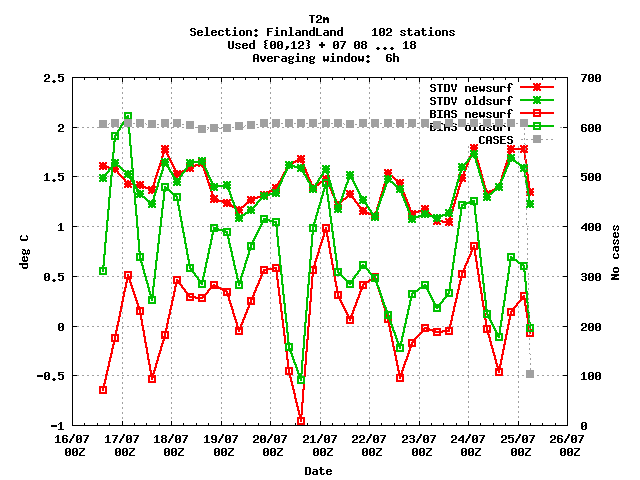 T2m
Selection: FinlandLand    102 stations
Used {00,12} + 07 08 ... 18
Averaging window:  6h
STDV newsurf
STDV oldsurf
BIAS newsurf
BIAS oldsurf
CASES
2.5
2
1.5
1
0.5
0
-0.5
-1
deg C
700
600
500
400
300
200
100
0
No cases
16/07 17/07 18/07 19/07 20/07 21/07 22/07 23/07 24/07 25/07 26/07
00Z 00Z 00Z 00Z 00Z 00Z 00Z 00Z 00Z 00Z 00Z
Date